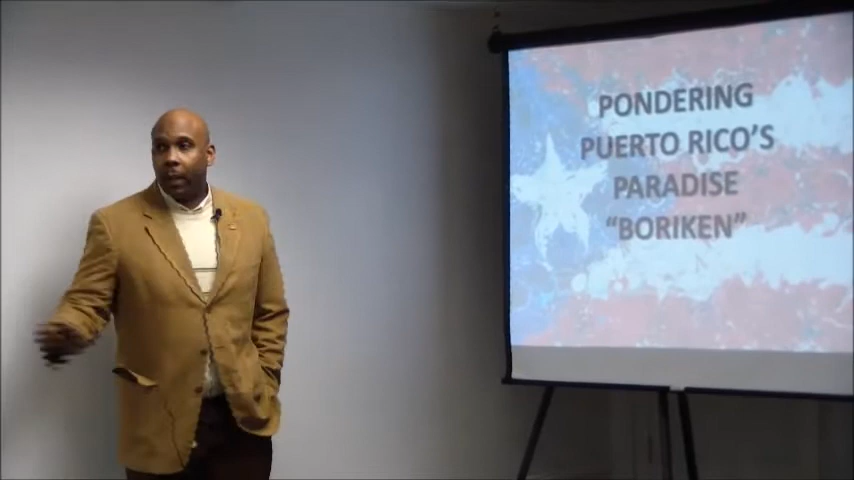 PONDERING
PUERTO RICO'S
PARADISE
"BORIKEN"